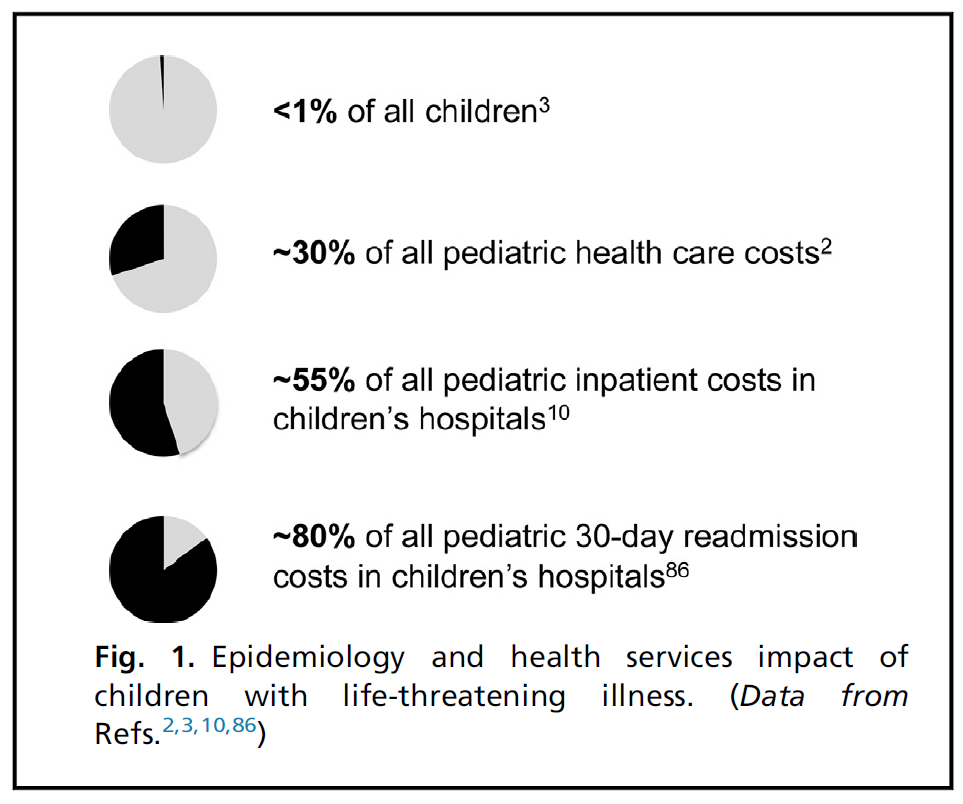 <1% of all children3
~30% of all pediatric health care costs2
~55% of all pediatric inpatient costs in
children's hospitals10
~80% of all pediatric 30-day readmission
costs in children's hospitals86
Fig. 1. Epidemiology and health services impact of
children with life-threatening illness. (Data from
Refs.2,3,10,86)